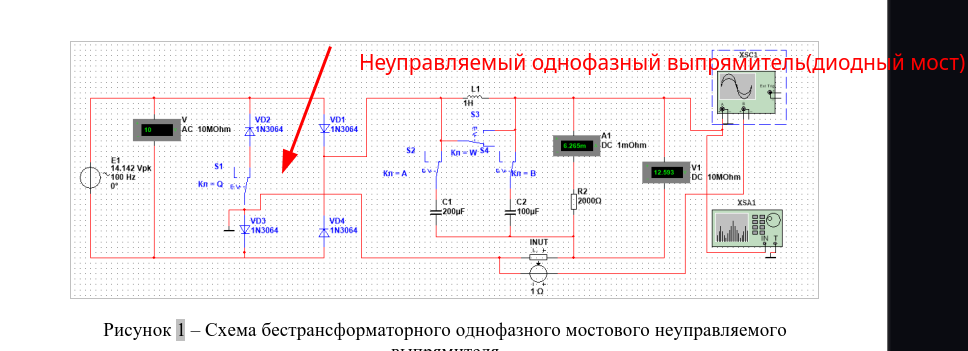 Неуправляемый однофазный выпрямитель(диодный мост)
XSC1
Ext Trig
L1
1H
V
AC 10MOhm
10
VD2
1N3064
VD1
1N3064
S3
Кл = W
S4
A1
DC 1mOhm
6.265m
E1
14.142 Vpk
100 Hz
0°
S1
Кл = Q
S2
Кл = A
Кл = B
V1
DC 10MOhm
12.593
VD3
1N3064
VD4
1N3064
C1
200µF
C2
100µF
R2
2000Ω
XSA1
IN T
INUT
1 Ω
Рисунок 1 – Схема бестрансформаторного однофазного мостового неуправляемого
выпрямителя